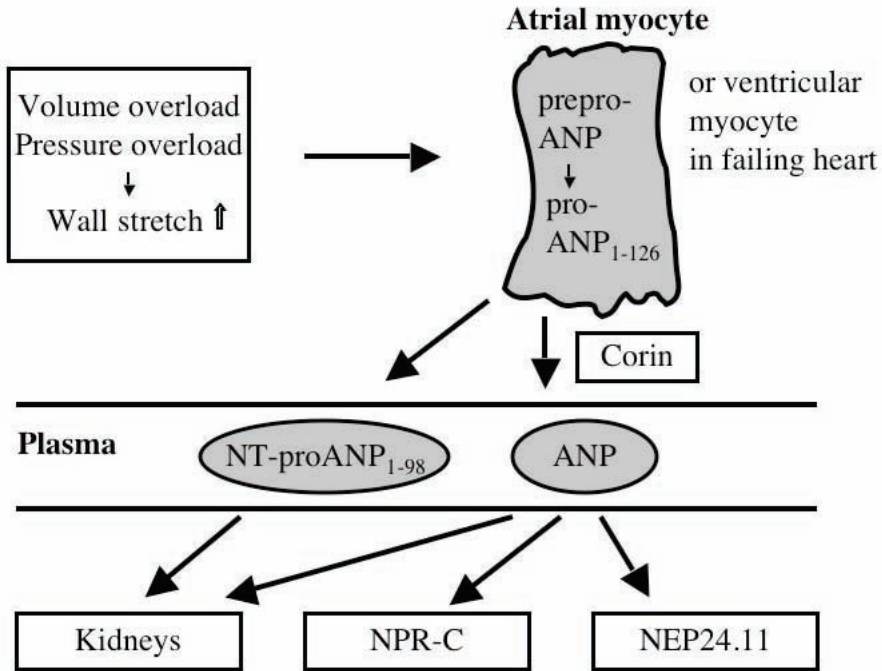 Atrial myocyte
Volume overload
Pressure overload
↓
Wall stretch ⇑
prepro-
ANP
↓
pro-
ANP1-126
or ventricular
myocyte
in failing heart
Corin
Plasma
NT-proANP1-98
ANP
Kidneys
NPR-C
NEP24.11